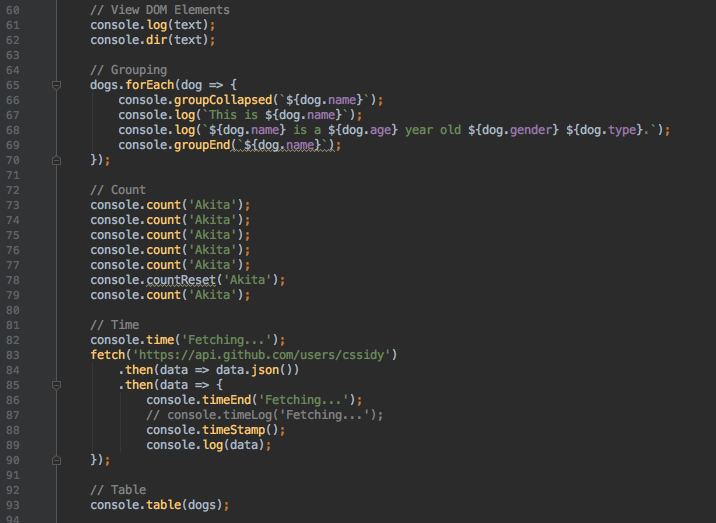 60 // View DOM Elements
61 console.log(text);
62 console.dir(text);
63
64 // Grouping
65 dogs.forEach(dog => {
66     console.groupCollapsed(`${dog.name}`);
67     console.log(`This is ${dog.name}`);
68     console.log(`${dog.name} is a ${dog.age} year old ${dog.gender} ${dog.type}.`);
69     console.groupEnd(`${dog.name}`);
70 });
71
72 // Count
73 console.count('Akita');
74 console.count('Akita');
75 console.count('Akita');
76 console.count('Akita');
77 console.count('Akita');
78 console.countReset('Akita');
79 console.count('Akita');
80
81 // Time
82 console.time('Fetching...');
83 fetch('https://api.github.com/users/cssidy')
84     .then(data => data.json())
85     .then(data => {
86         console.timeEnd('Fetching...');
87         // console.timeLog('Fetching...');
88         console.timeStamp();
89         console.log(data);
90 });
91
92 // Table
93 console.table(dogs);
94